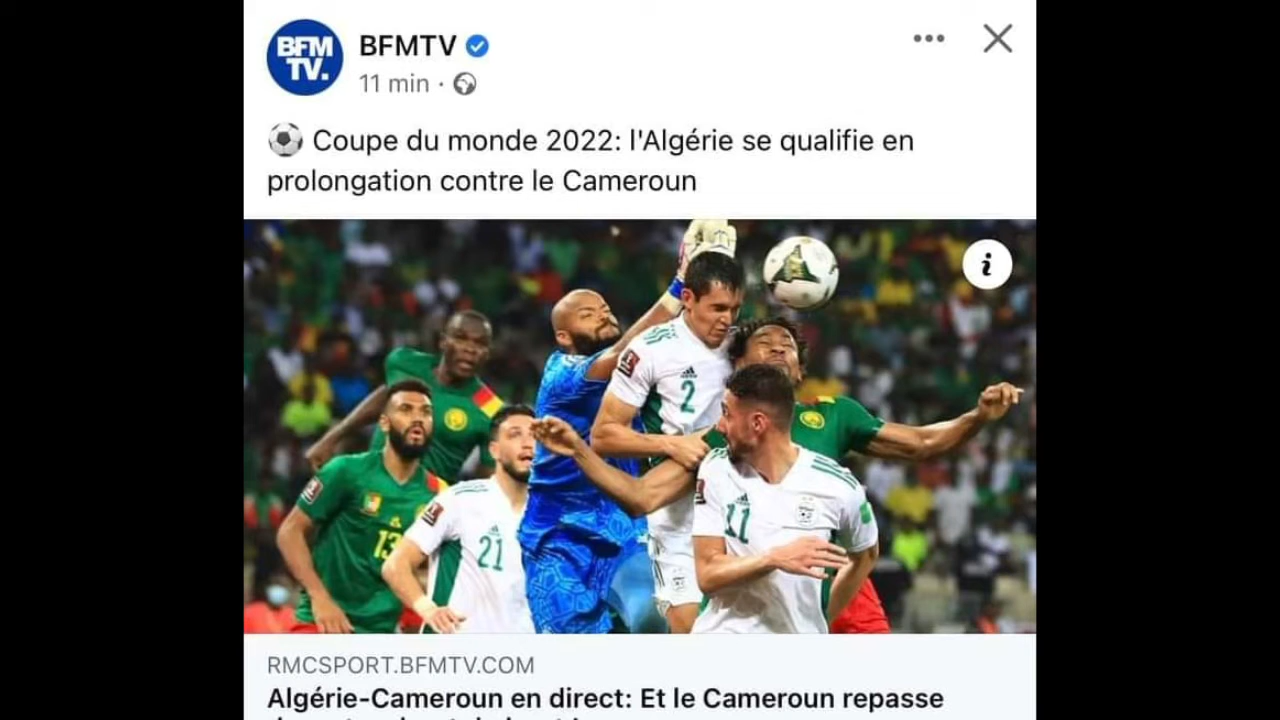 BFM
TV.
BFMTV
11 min ·
Coupe du monde 2022: l'Algérie se qualifie en
prolongation contre le Cameroun
i
2
11
13
21
RMCSPORT.BFMTV.COM
Algérie-Cameroun en direct: Et le Cameroun repasse